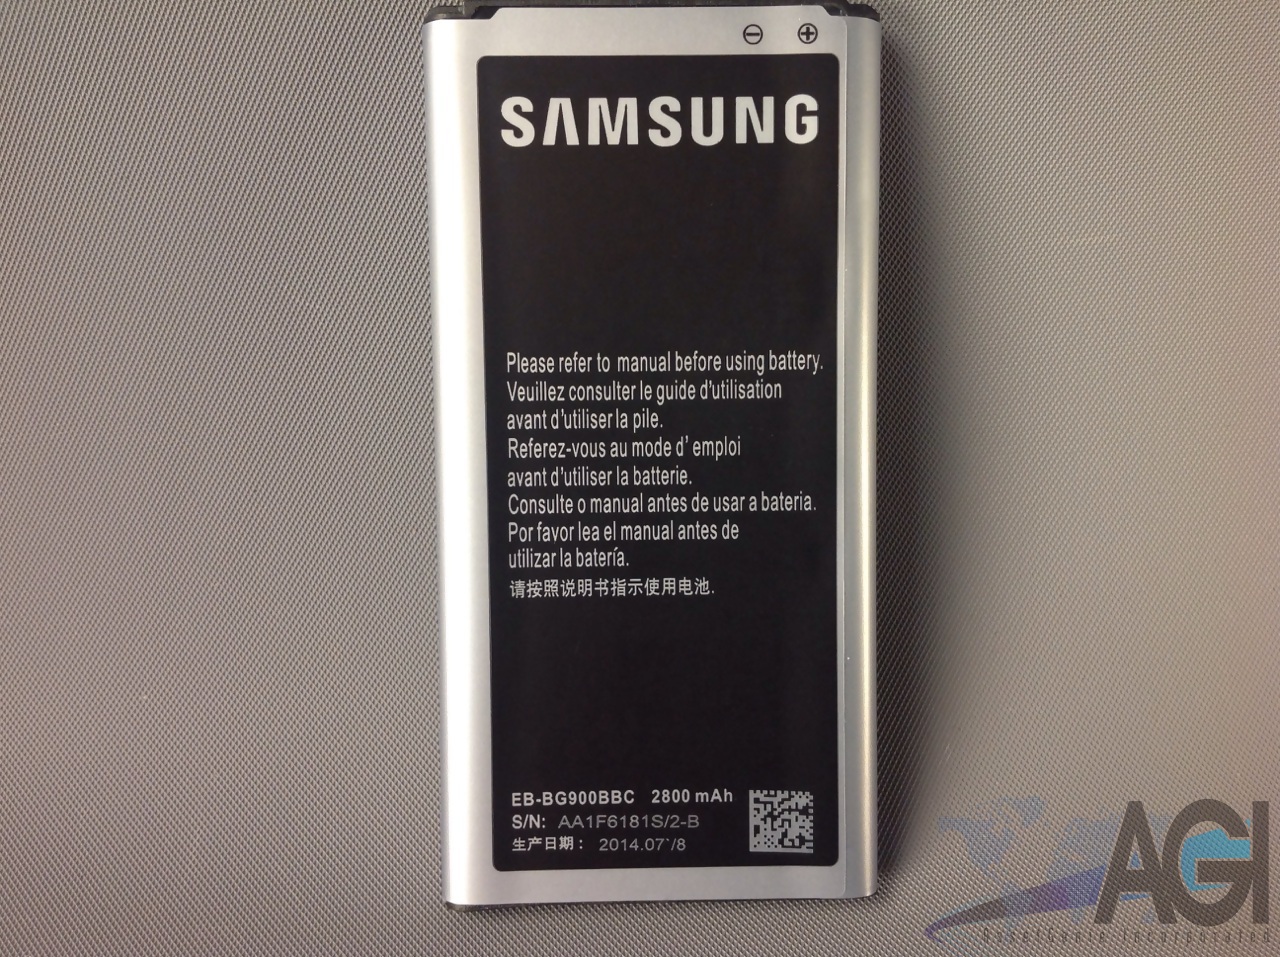 SAMSUNG
Please refer to manual before using battery.
Veuillez consulter le guide d'utilisation
avant d'utiliser la pile.
Referez-vous au mode d' emploi
avant d'utiliser la batterie.
Consulte o manual antes de usar a bateria.
Por favor lea el manual antes de
utilizar la batería.
请按照说明书指示使用电池.
EB-BG900BBC 2800 mAh
S/N: AA1F6181S/2-B
生产日期： 2014.07`/8
AGI
AssetGenie Incorporated